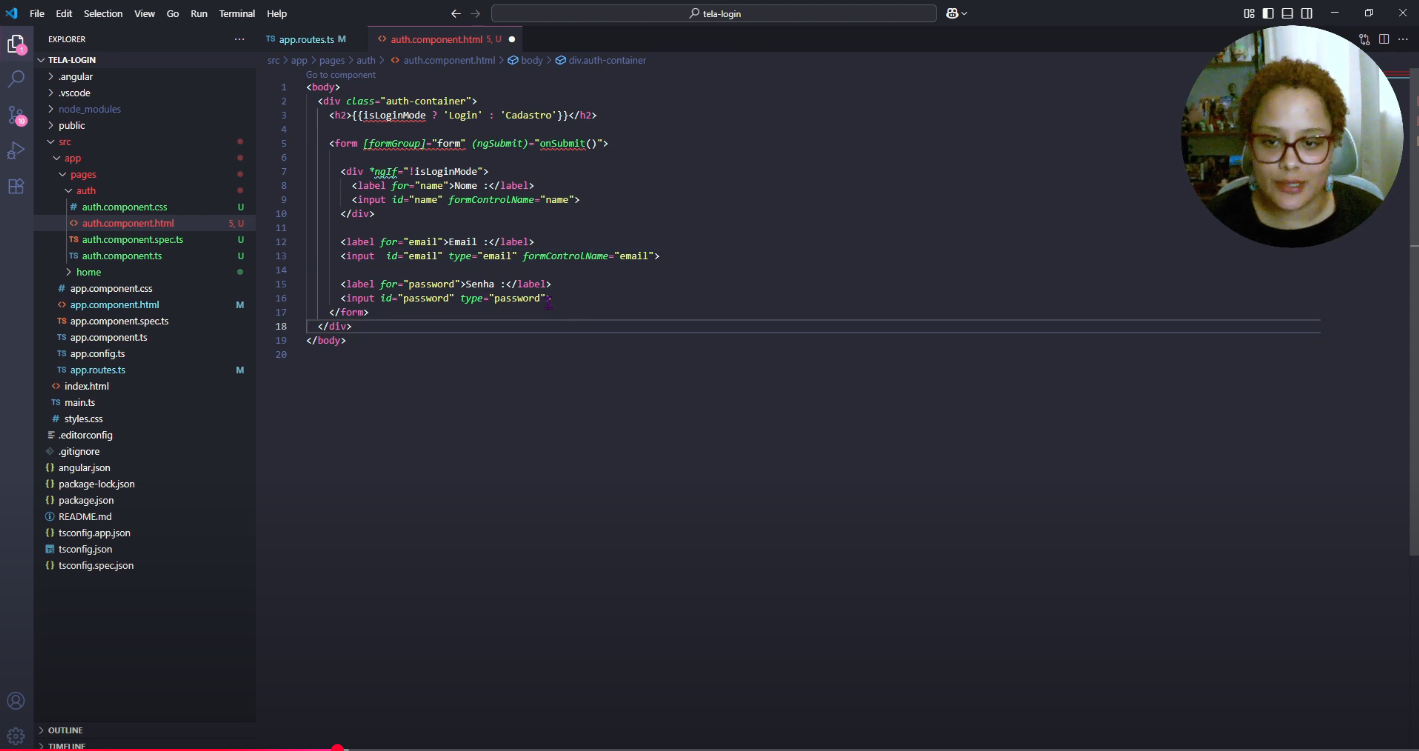 File Edit Selection View Go Run Terminal Help
tela-login
EXPLORER
TELA-LOGIN
.angular
.vscode
node_modules
public
src
app
pages
auth
auth.component.css U
auth.component.html 5, U
auth.component.spec.ts U
auth.component.ts U
home
app.component.css
app.component.html M
app.component.spec.ts
app.component.ts
app.config.ts
app.routes.ts M
index.html
main.ts
styles.css
.editorconfig
.gitignore
angular.json
package-lock.json
package.json
README.md
tsconfig.app.json
tsconfig.json
tsconfig.spec.json
OUTLINE
TIMELINE
app.routes.ts M
auth.component.html 5, U
src > app > pages > auth > auth.component.html > body > div.auth-container
Go to component
1 <body>
2 <div class="auth-container">
3 <h2>{{isLoginMode ? 'Login' : 'Cadastro'}}</h2>
4
5 <form [formGroup]="form" (ngSubmit)="onSubmit()">
6
7 <div *ngIf="!isLoginMode">
8 <label for="name">Nome :</label>
9 <input id="name" formControlName="name">
10 </div>
11
12 <label for="email">Email :</label>
13 <input  id="email" type="email" formControlName="email">
14
15 <label for="password">Senha :</label>
16 <input id="password" type="password">
17 </form>
18 </div>
19 </body>
20